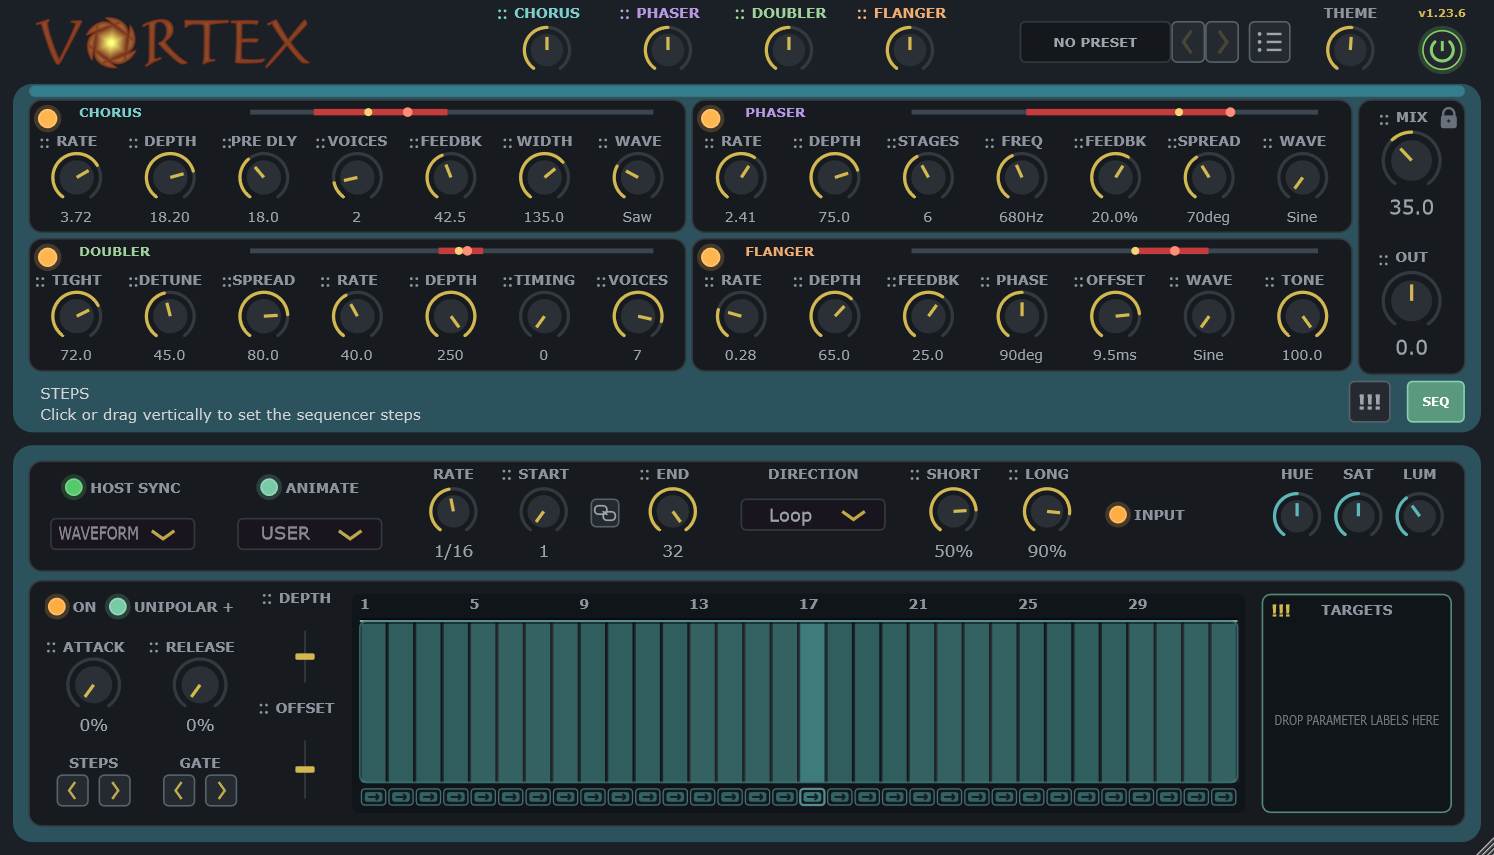 VORTEX
:: CHORUS :: PHASER :: DOUBLER :: FLANGER
NO PRESET
THEME
v1.23.6
CHORUS
:: RATE :: DEPTH ::PRE DLY ::VOICES ::FEEDBK :: WIDTH :: WAVE
3.72 18.20 18.0 2 42.5 135.0 Saw
PHASER
:: RATE :: DEPTH ::STAGES :: FREQ ::FEEDBK ::SPREAD :: WAVE
2.41 75.0 6 680Hz 20.0% 70deg Sine
:: MIX
35.0
DOUBLER
:: TIGHT ::DETUNE ::SPREAD :: RATE :: DEPTH ::TIMING ::VOICES
72.0 45.0 80.0 40.0 250 0 7
FLANGER
:: RATE :: DEPTH ::FEEDBK :: PHASE ::OFFSET :: WAVE :: TONE
0.28 65.0 25.0 90deg 9.5ms Sine 100.0
:: OUT
0.0
STEPS
Click or drag vertically to set the sequencer steps
!!!
SEQ
HOST SYNC ANIMATE
WAVEFORM USER
RATE :: START :: END
1/16 1 32
DIRECTION
Loop
:: SHORT :: LONG
50% 90%
INPUT
HUE SAT LUM
ON UNIPOLAR +
:: DEPTH
:: ATTACK :: RELEASE
0% 0%
:: OFFSET
STEPS GATE
1 5 9 13 17 21 25 29
!!! TARGETS
DROP PARAMETER LABELS HERE